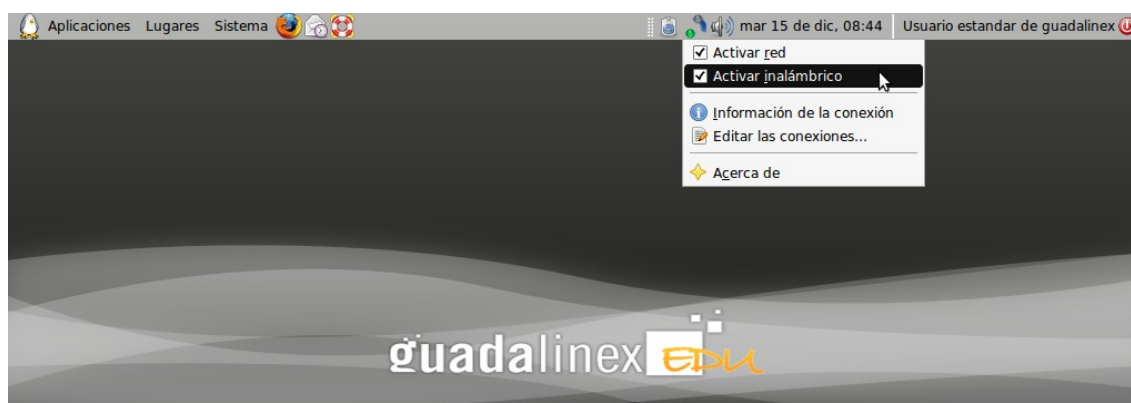 Aplicaciones Lugares Sistema mar 15 de dic, 08:44 Usuario estandar de guadalinex
Activar red
Activar inalámbrico
Información de la conexión
Editar las conexiones...
Acerca de
guadalinex EDU